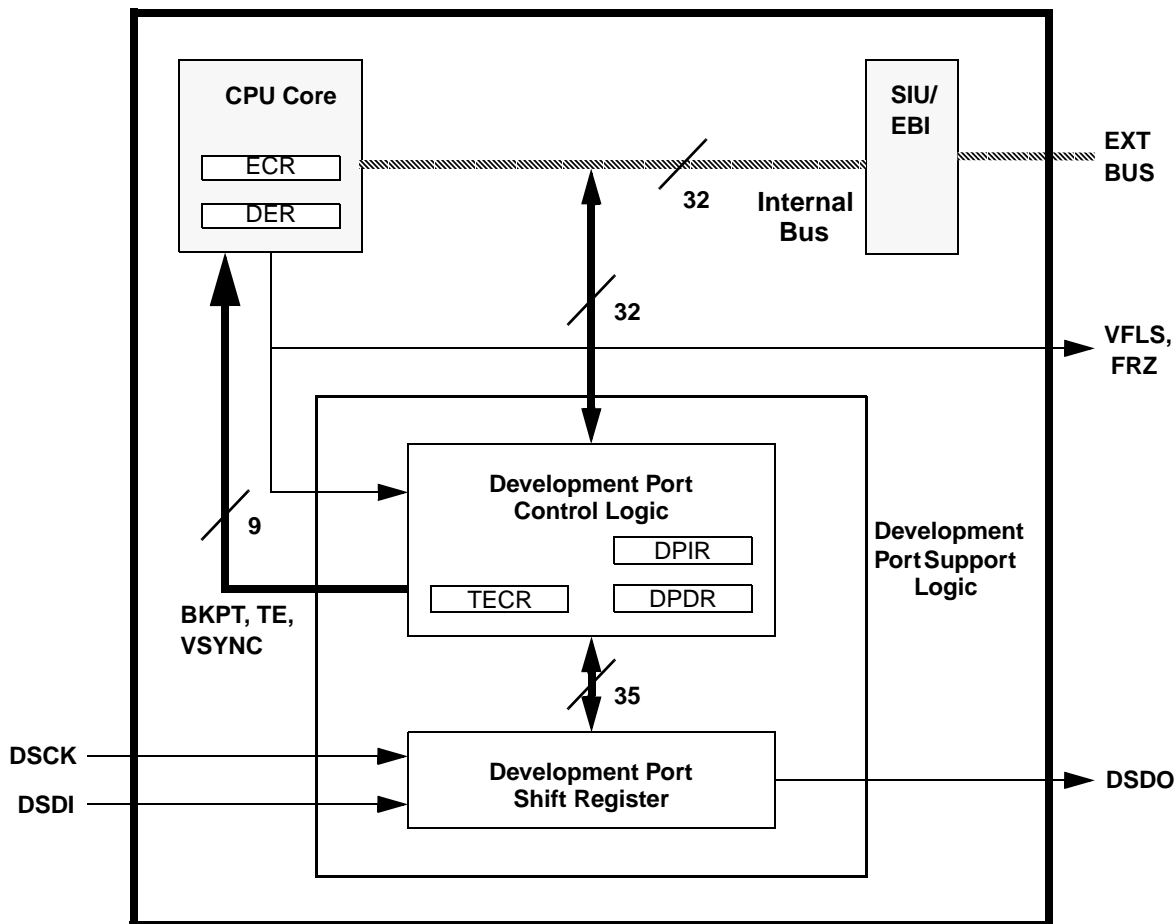 CPU Core
ECR
DER
SIU/
EBI
EXT
BUS
32
Internal
Bus
32
VFLS,
FRZ
Development Port
Control Logic
9
DPIR
TECR
DPDR
Development
Port Support
Logic
BKPT, TE,
VSYNC
35
DSCK
DSDI
Development Port
Shift Register
DSDO